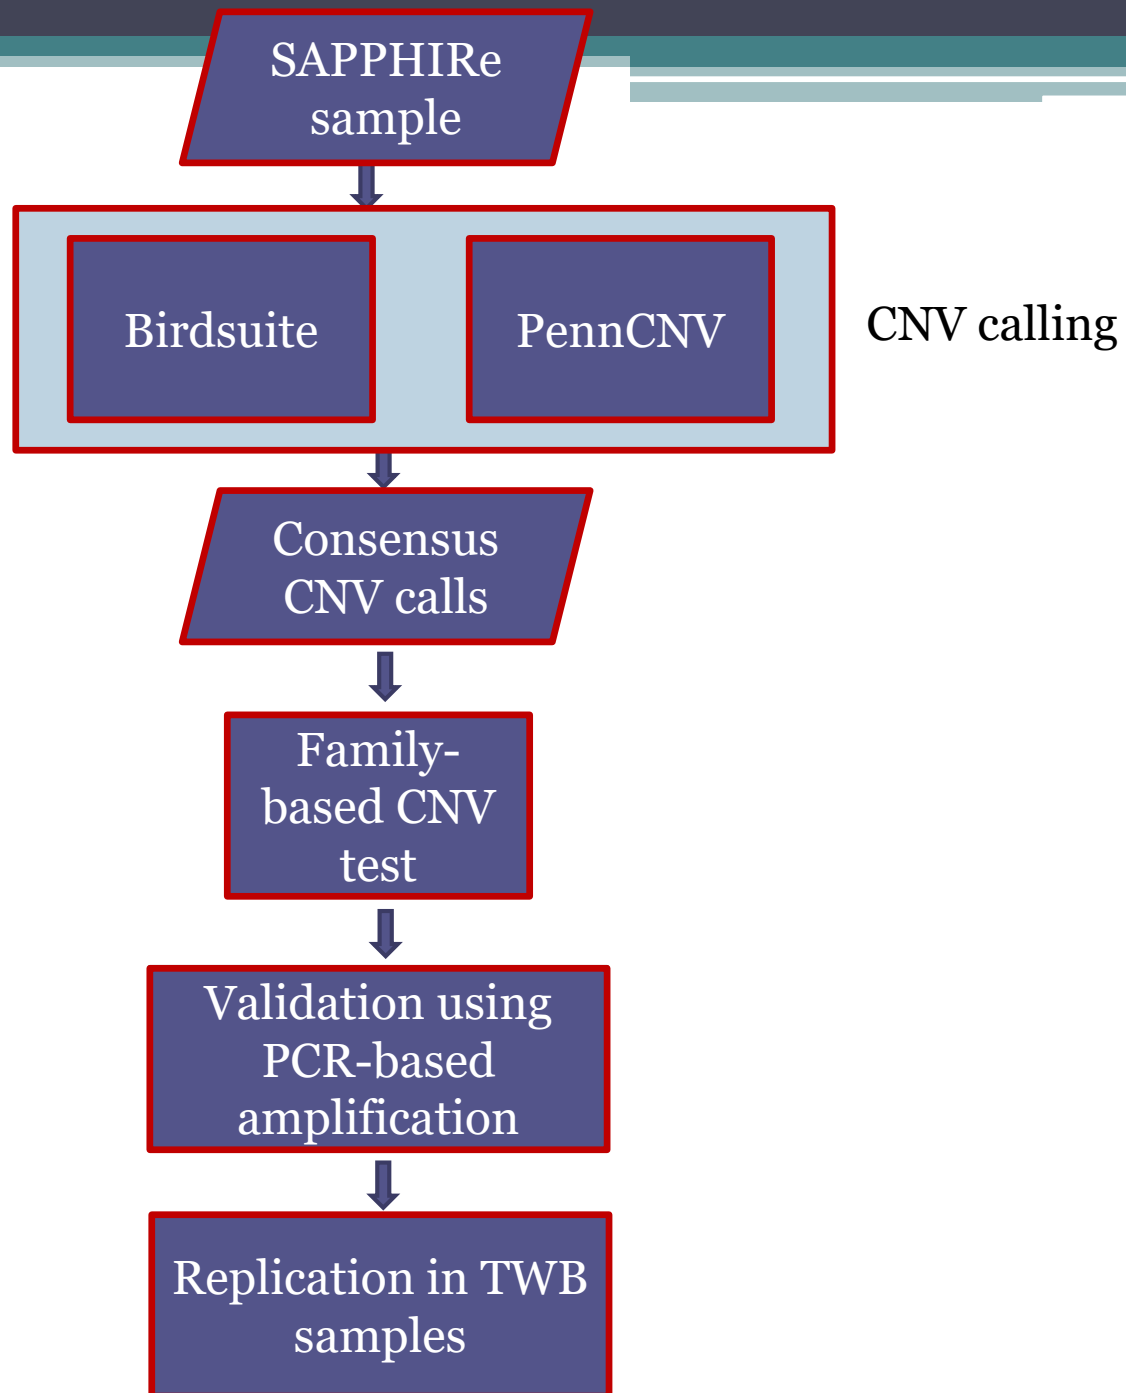 SAPPHIRe
sample
Birdsuite
PennCNV
CNV calling
Consensus
CNV calls
Family-
based CNV
test
Validation using
PCR-based
amplification
Replication in TWB
samples